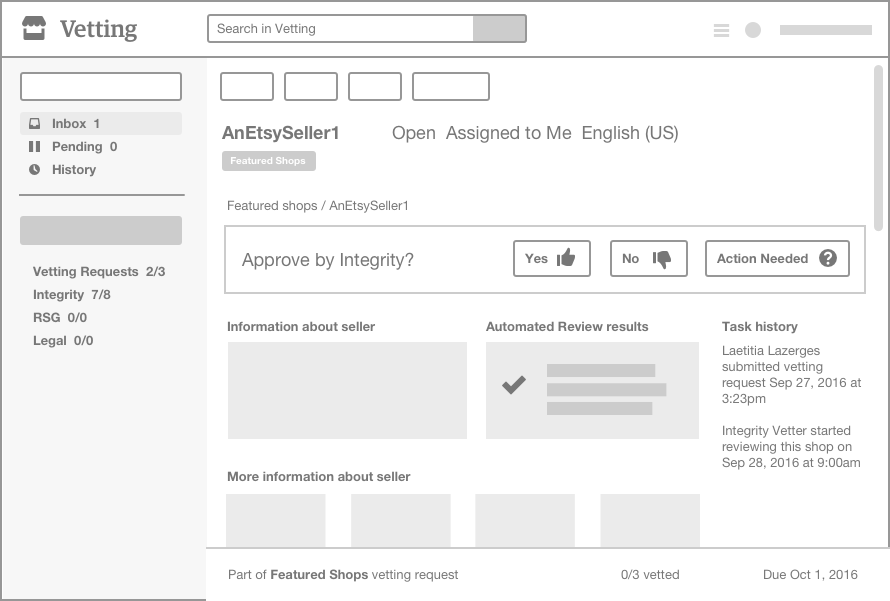 Vetting
Search in Vetting
Inbox 1
Pending 0
History
Vetting Requests 2/3
Integrity 7/8
RSG 0/0
Legal 0/0
AnEtsySeller1 Open Assigned to Me English (US)
Featured Shops
Featured shops / AnEtsySeller1
Approve by Integrity? Yes No Action Needed
Information about seller
Automated Review results
Task history
Laetitia Lazerges
submitted vetting
request Sep 27, 2016 at
3:23pm
Integrity Vetter started
reviewing this shop on
Sep 28, 2016 at 9:00am
More information about seller
Part of Featured Shops vetting request 0/3 vetted Due Oct 1, 2016